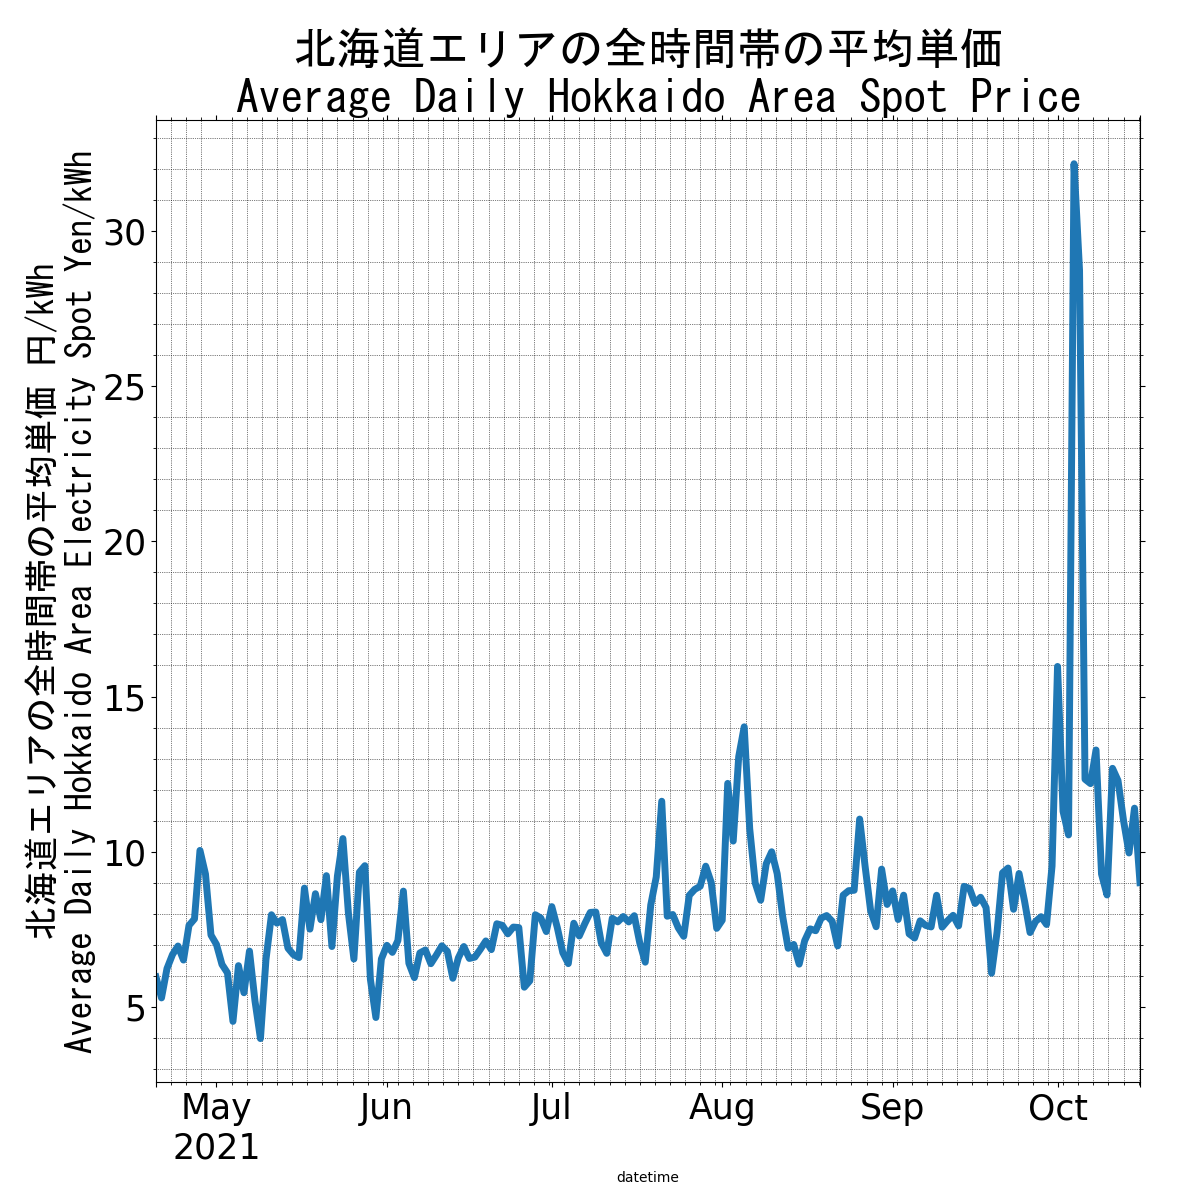 北海道エリアの全時間帯の平均単価
Average Daily Hokkaido Area Spot Price
北海道エリアの全時間帯の平均単価 円/kWh
Average Daily Hokkaido Area Electricity Spot Yen/kWh
30
25
20
15
10
5
May
2021
Jun
Jul
Aug
Sep
Oct
datetime